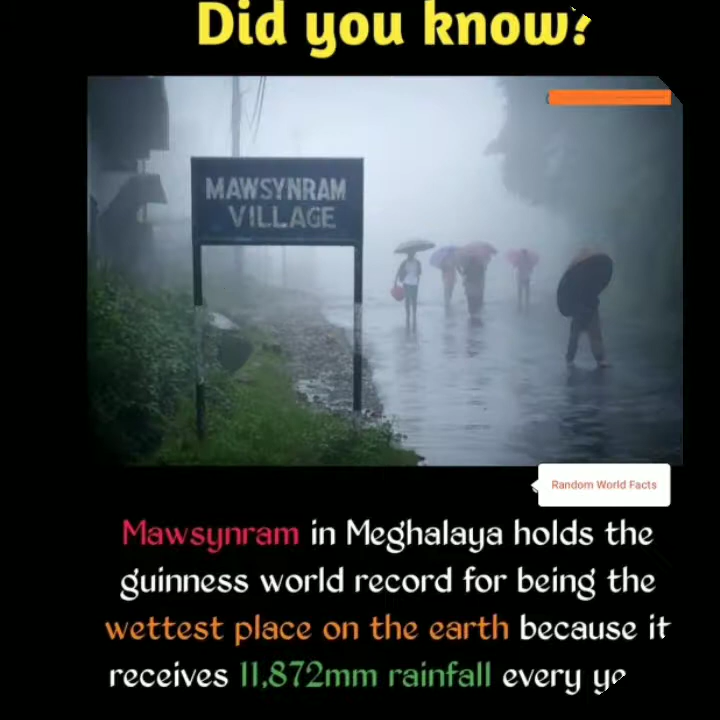 Did you know?
MAWSYNRAM
VILLAGE
Random World Facts
Mawsynram in Meghalaya holds the
guinness world record for being the
wettest place on the earth because it
receives 11,872mm rainfall every